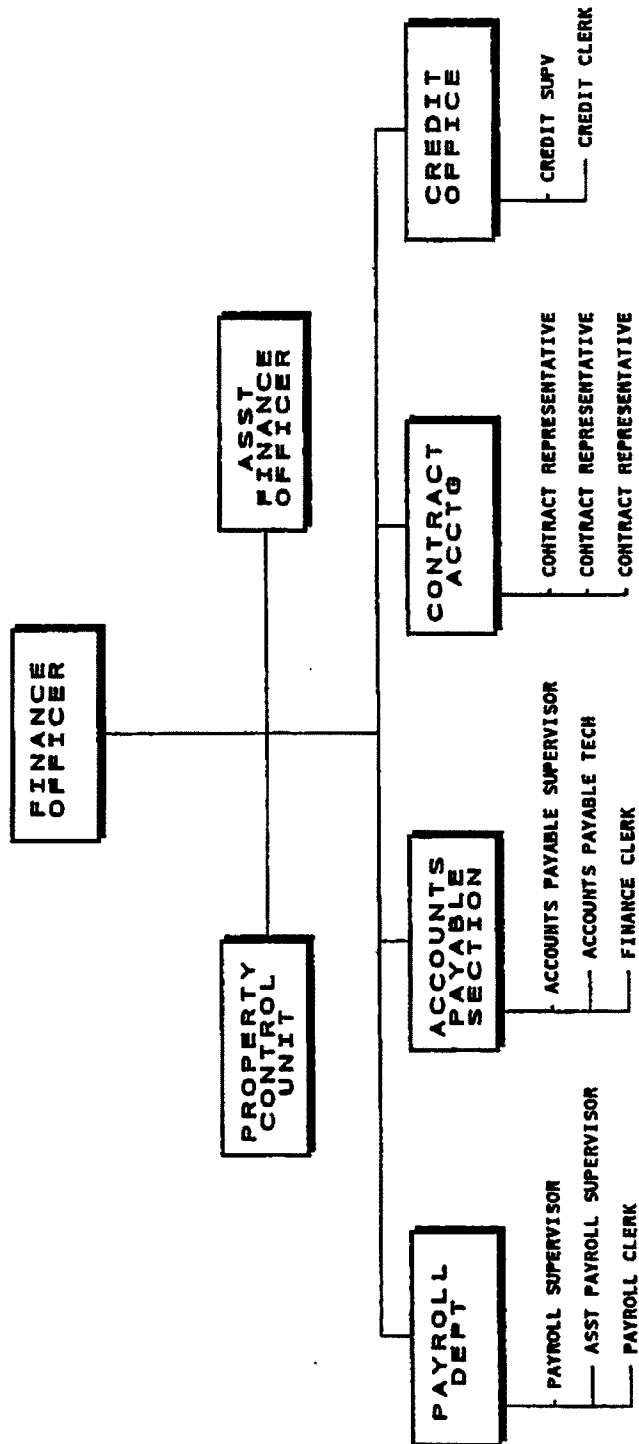 FINANCE
OFFICER
PROPERTY
CONTROL
UNIT
ASST
FINANCE
OFFICER
PAYROLL
DEPT
PAYROLL SUPERVISOR
ASST PAYROLL SUPERVISOR
PAYROLL CLERK
ACCOUNTS
PAYABLE
SECTION
ACCOUNTS PAYABLE SUPERVISOR
ACCOUNTS PAYABLE TECH
FINANCE CLERK
CONTRACT
ACCTG
CONTRACT REPRESENTATIVE
CONTRACT REPRESENTATIVE
CONTRACT REPRESENTATIVE
CREDIT
OFFICE
CREDIT SUPV
CREDIT CLERK